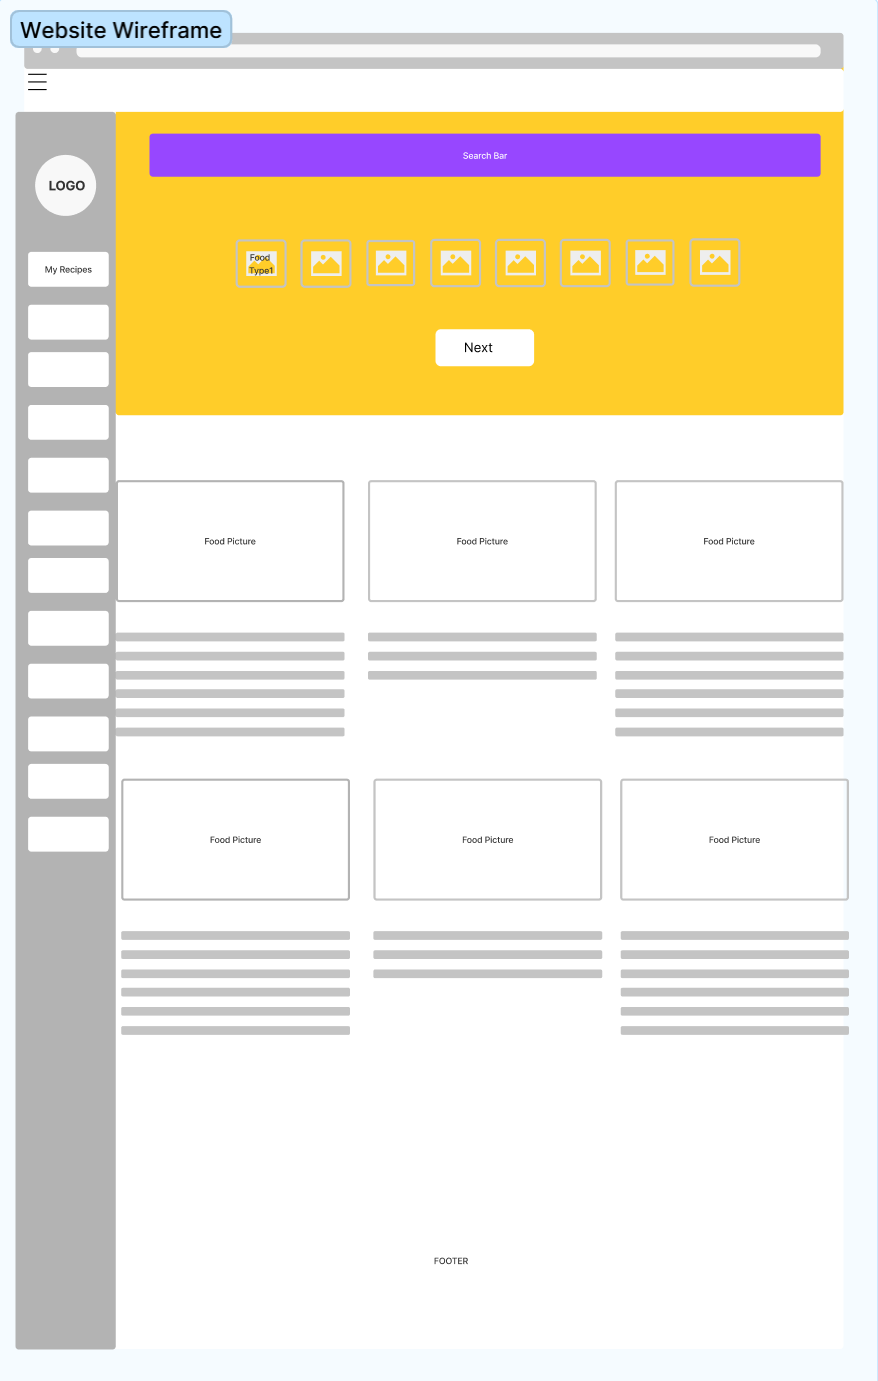 Website Wireframe
LOGO
My Recipes
Search Bar
Food
Type1
Next
Food Picture
Food Picture
Food Picture
Food Picture
Food Picture
Food Picture
FOOTER